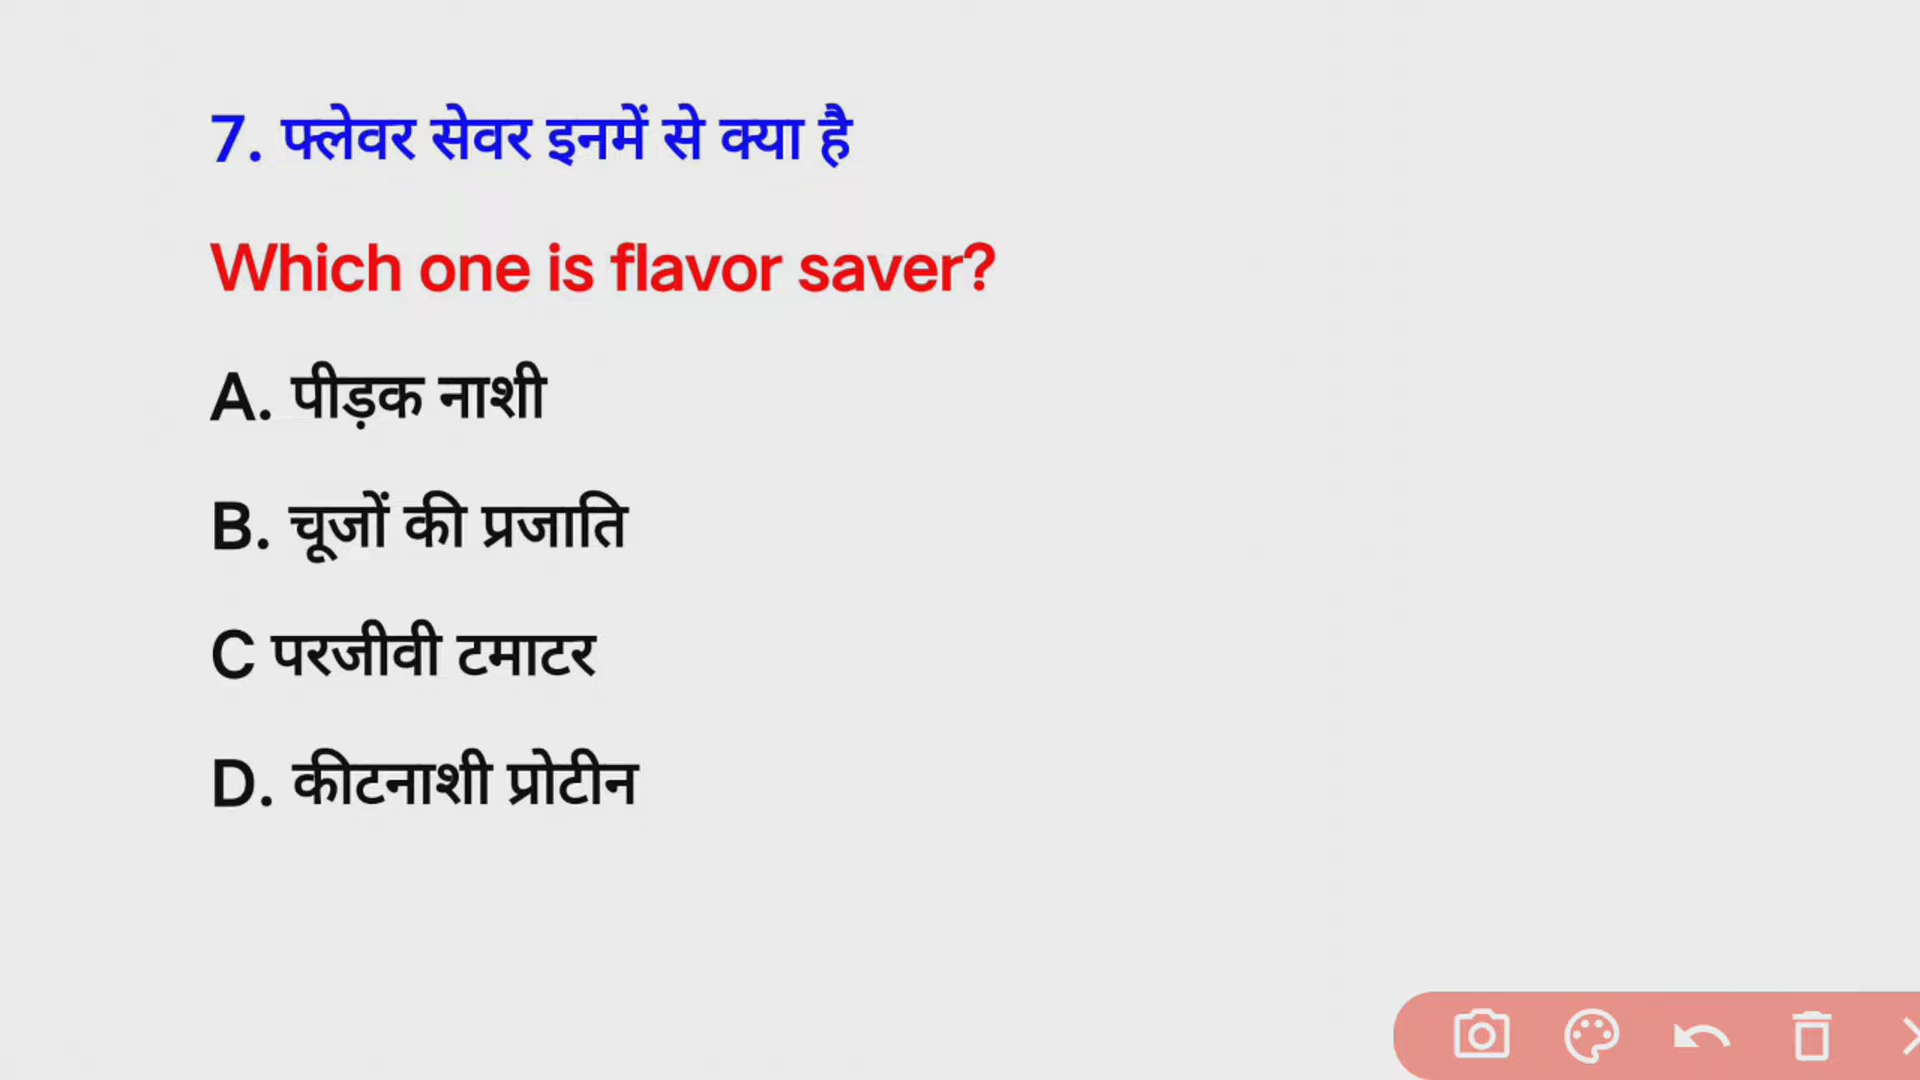 7. फ्लेवर सेवर इनमें से क्या है
Which one is flavor saver?
A. पीड़क नाशी
B. चूजों की प्रजाति
C परजीवी टमाटर
D. कीटनाशी प्रोटीन